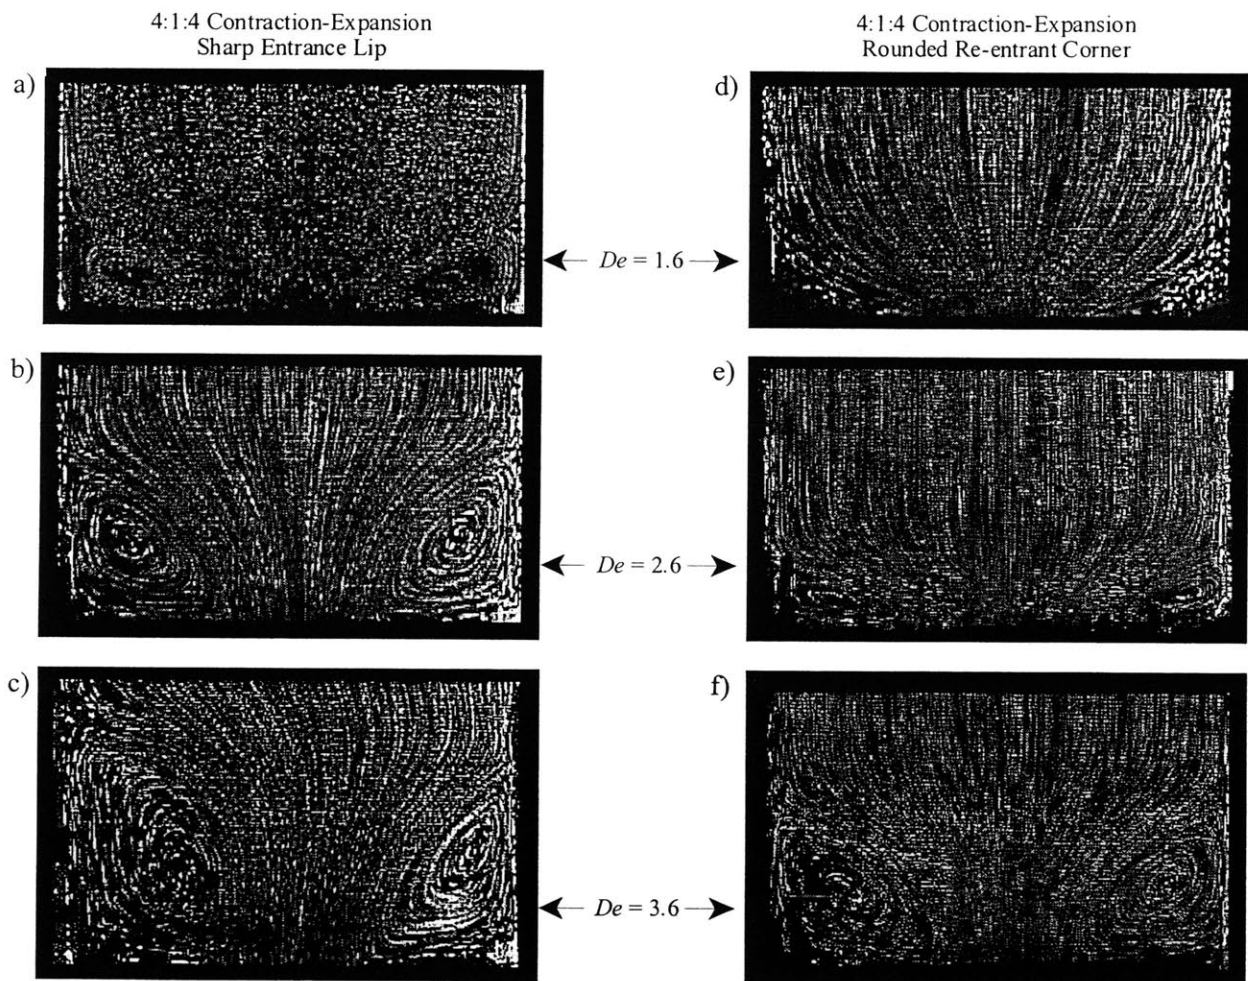 4:1:4 Contraction-Expansion
Sharp Entrance Lip
4:1:4 Contraction-Expansion
Rounded Re-entrant Corner
a)
d)
De = 1.6
b)
e)
De = 2.6
c)
f)
De = 3.6